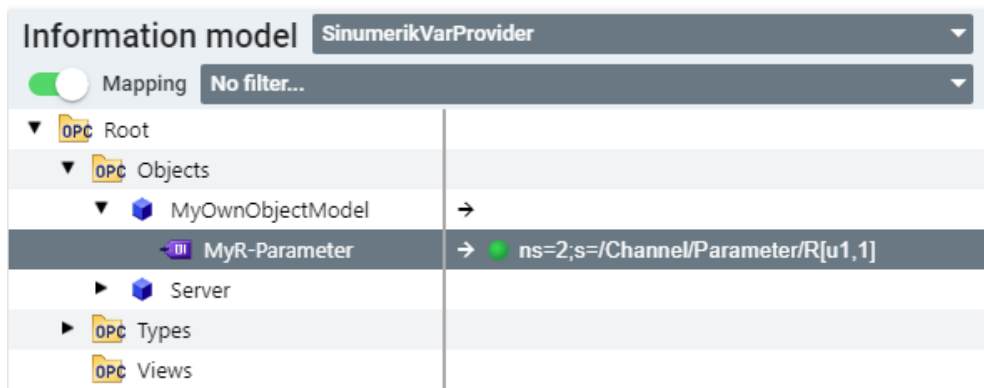 Information model SinumerikVarProvider
Mapping No filter...
OPC Root
OPC Objects
MyOwnObjectModel →
DI MyR-Parameter → ns=2;s=/Channel/Parameter/R[u1,1]
Server
OPC Types
OPC Views